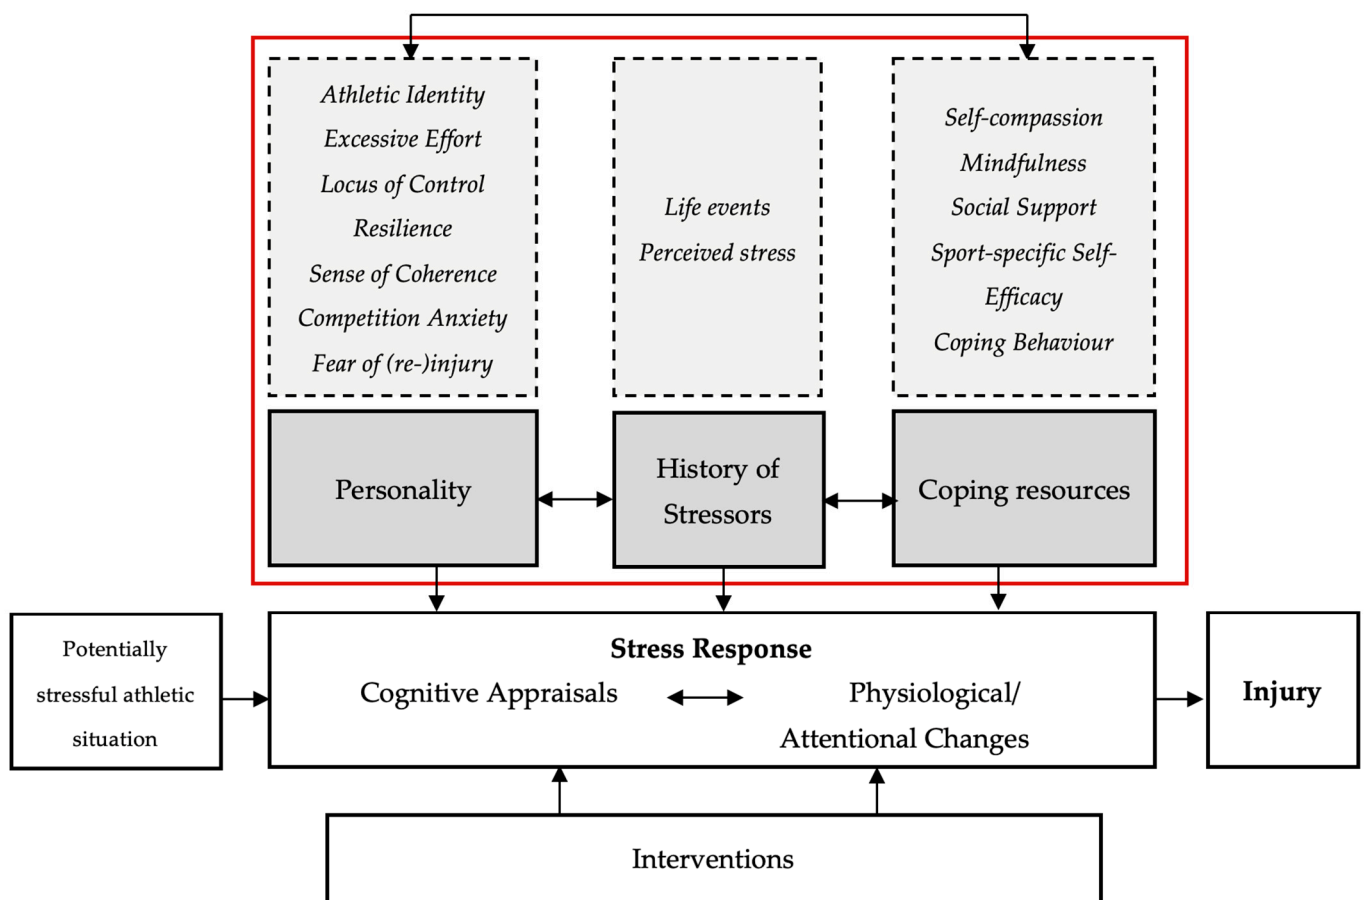 Athletic Identity
Excessive Effort
Locus of Control
Resilience
Sense of Coherence
Competition Anxiety
Fear of (re-)injury
Life events
Perceived stress
Self-compassion
Mindfulness
Social Support
Sport-specific Self-
Efficacy
Coping Behaviour
Personality
History of
Stressors
Coping resources
Potentially
stressful athletic
situation
Stress Response
Cognitive Appraisals
Physiological/
Attentional Changes
Injury
Interventions